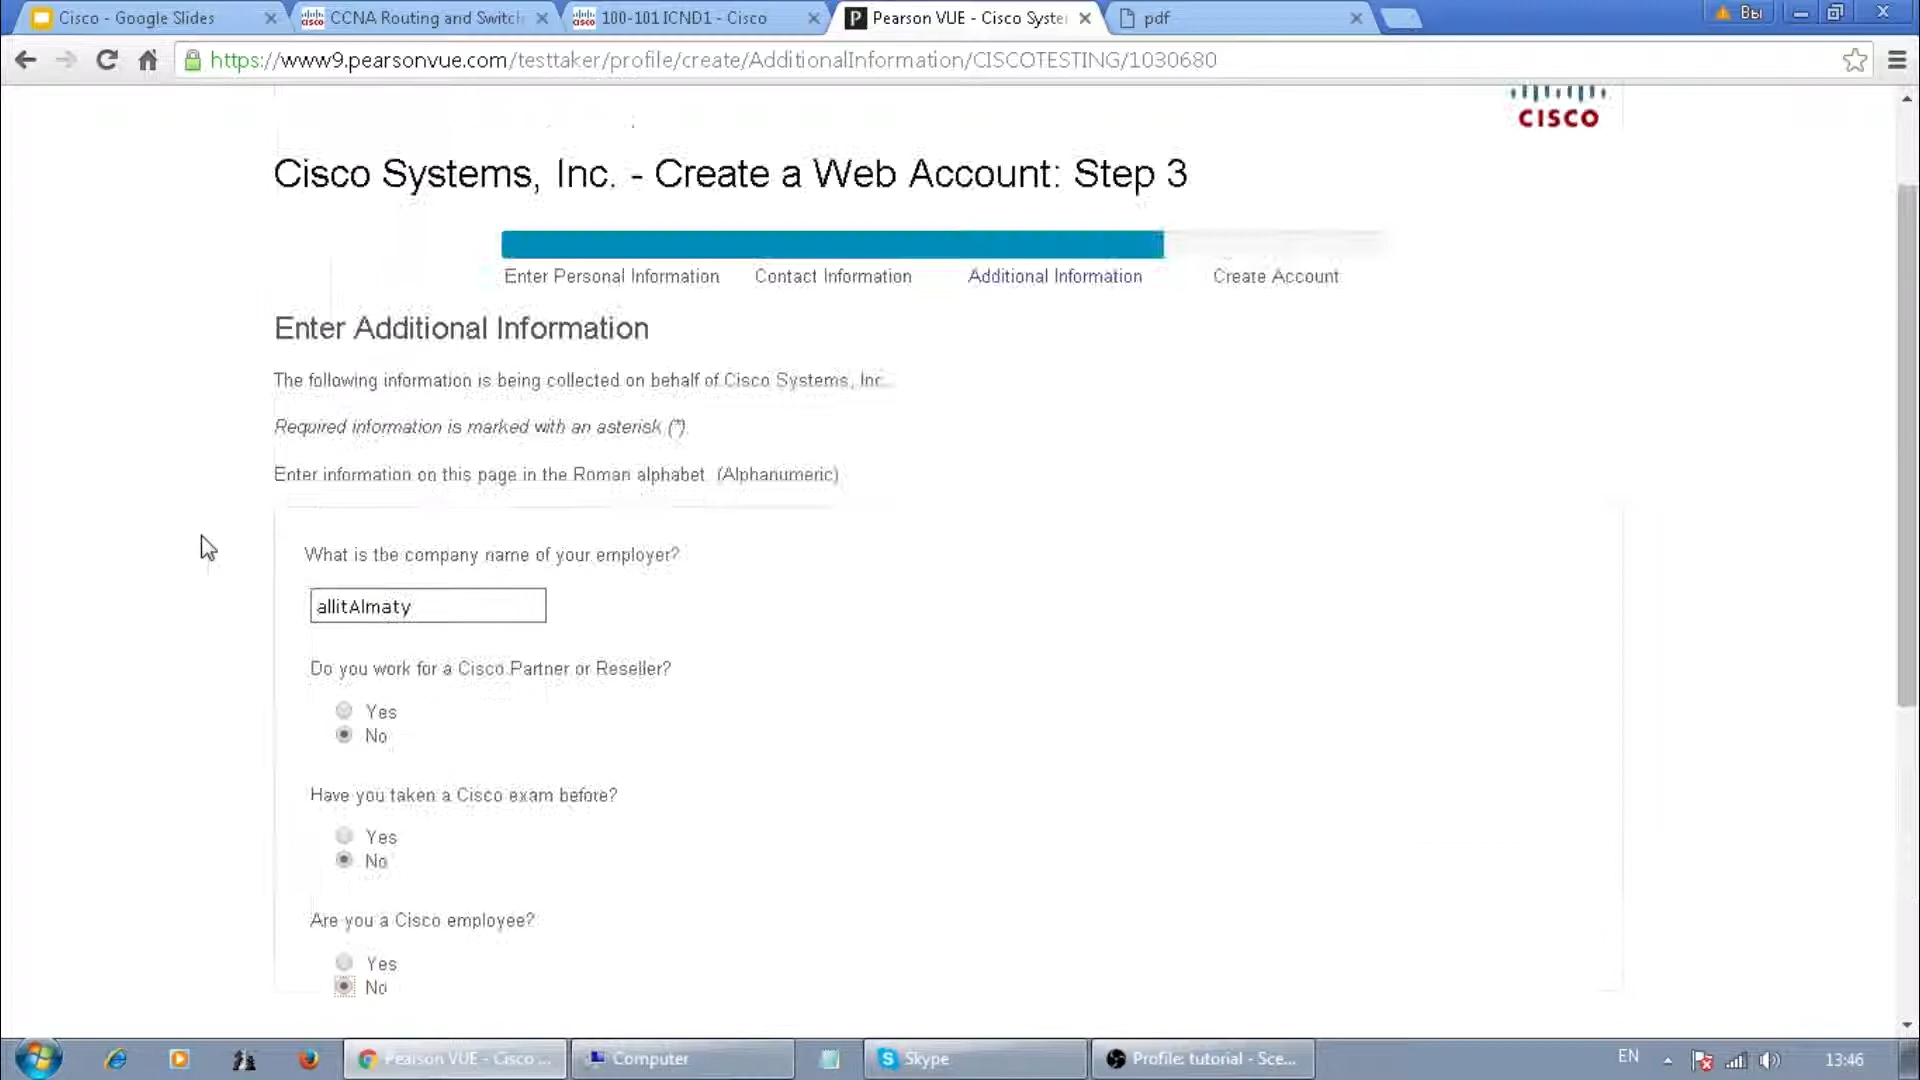 Cisco - Google Slides
CCNA Routing and Switch
100-101 ICND1 - Cisco
Pearson VUE - Cisco Syste
pdf
Вы
https://www9.pearsonvue.com/testtaker/profile/create/AdditionalInformation/CISCOTESTING/1030680
CISCO
Cisco Systems, Inc. - Create a Web Account: Step 3
Enter Personal Information
Contact Information
Additional Information
Create Account
Enter Additional Information
The following information is being collected on behalf of Cisco Systems, Inc.
Required information is marked with an asterisk (*).
Enter information on this page in the Roman alphabet. (Alphanumeric)
What is the company name of your employer?
allitAlmaty
Do you work for a Cisco Partner or Reseller?
Yes
No
Have you taken a Cisco exam before?
Yes
No
Are you a Cisco employee?
Yes
No
Pearson VUE - Cisco ...
Computer
Skype
Profile: tutorial - Sce...
EN
13:46